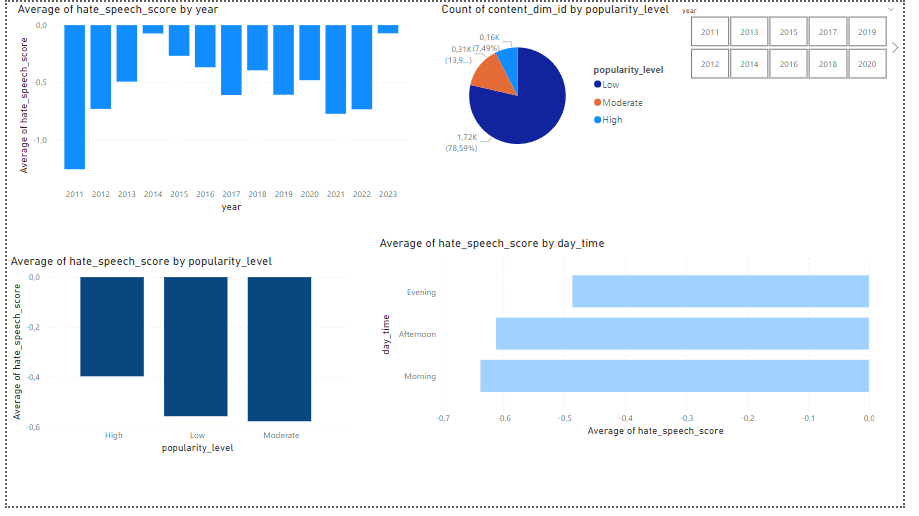 Average of hate_speech_score by year
Average of hate_speech_score
0,0
-0,5
-1,0
2011 2012 2013 2014 2015 2016 2017 2018 2019 2020 2021 2022 2023
year
Count of content_dim_id by popularity_level
0,16K
(7,49%)
0,31K
(13,9...)
1,72K
(78,59%)
popularity_level
Low
Moderate
High
year
2011 2013 2015 2017 2019
2012 2014 2016 2018 2020
Average of hate_speech_score by popularity_level
Average of hate_speech_score
0,0
-0,2
-0,4
-0,6
High Low Moderate
popularity_level
Average of hate_speech_score by day_time
day_time
Evening
Afternoon
Morning
-0,7 -0,6 -0,5 -0,4 -0,3 -0,2 -0,1 0,0
Average of hate_speech_score